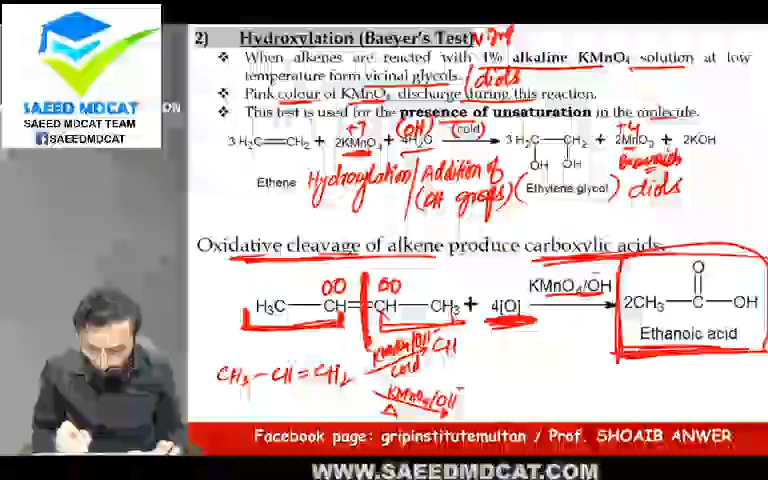 2) Hydroxylation (Baeyer's Test)
❖ When alkenes are reacted with 1% alkaline KMnO₄ solution at low
temperature form vicinal glycols. / diols
❖ Pink colour of KMnO₄ discharge during this reaction.
❖ This test is used for the presence of unsaturation in the molecule.
SAEED MDCAT
SAEED MDCAT TEAM
SAEEDMDCAT
ION
+7 (OH) (cold) +4
3 H₂C=CH₂ + 2KMnO₄ + 4H₂O → 3 H₂C—CH₂ + 2MnO₂ + 2KOH
OH OH
Ethene
Ethylene glycol
Hydroxylation / Addition of
(OH groups)
diols
Oxidative cleavage of alkene produce carboxylic acids.
H₃C—CH=CH—CH₃ + 4[O] KMnO₄/OH 2CH₃—C—OH
O
Ethanoic acid
CH₃—CH=CH₂ KMnO₄/OH⁻ CH
cold
KMnO₄/OH⁻
Δ
Facebook page: gripinstitutemultan / Prof. SHOAIB ANWER
WWW.SAEEDMDCAT.COM